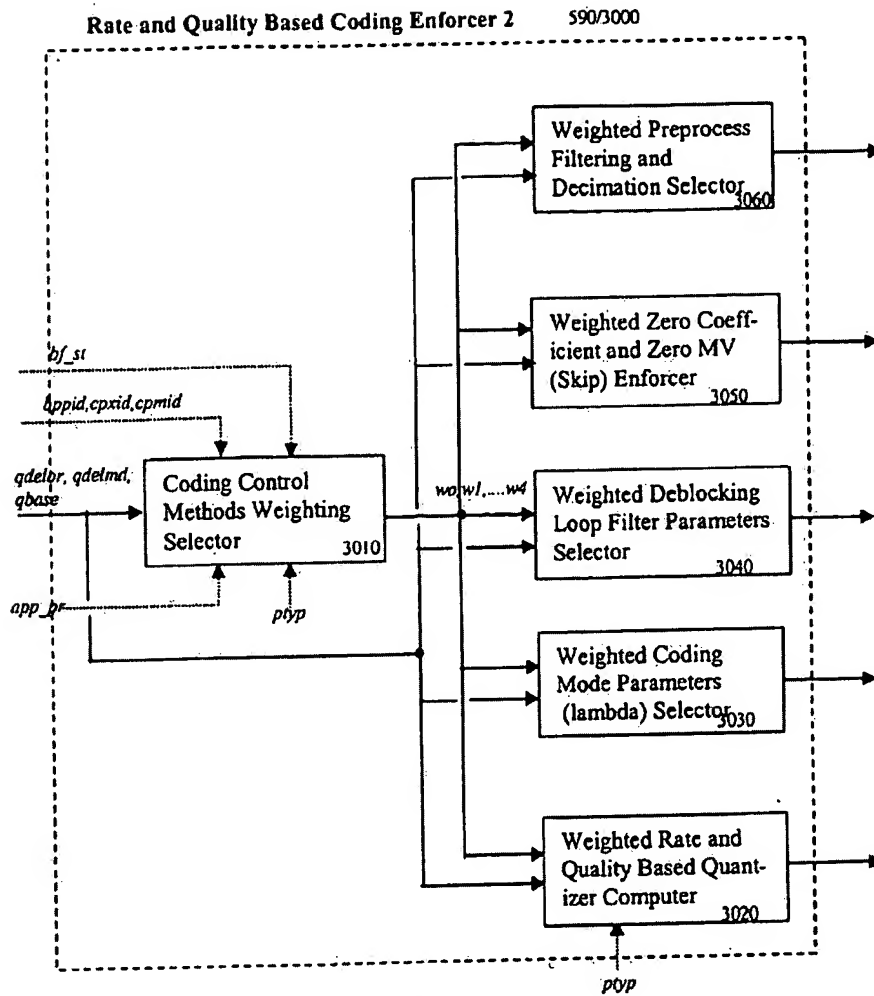 Rate and Quality Based Coding Enforcer 2 590/3000
Weighted Preprocess
Filtering and
Decimation Selector
3060
Weighted Zero Coeff-
icient and Zero MV
(Skip) Enforcer
3050
bf_st
appid,cpxid,cpmid
qdelbr, qdelmd,
qbase
Coding Control
Methods Weighting
Selector
3010
wo,w1,....w4
Weighted Deblocking
Loop Filter Parameters
Selector
3040
app_br
ptyp
Weighted Coding
Mode Parameters
(lambda) Selector
3030
Weighted Rate and
Quality Based Quant-
izer Computer
3020
ptyp